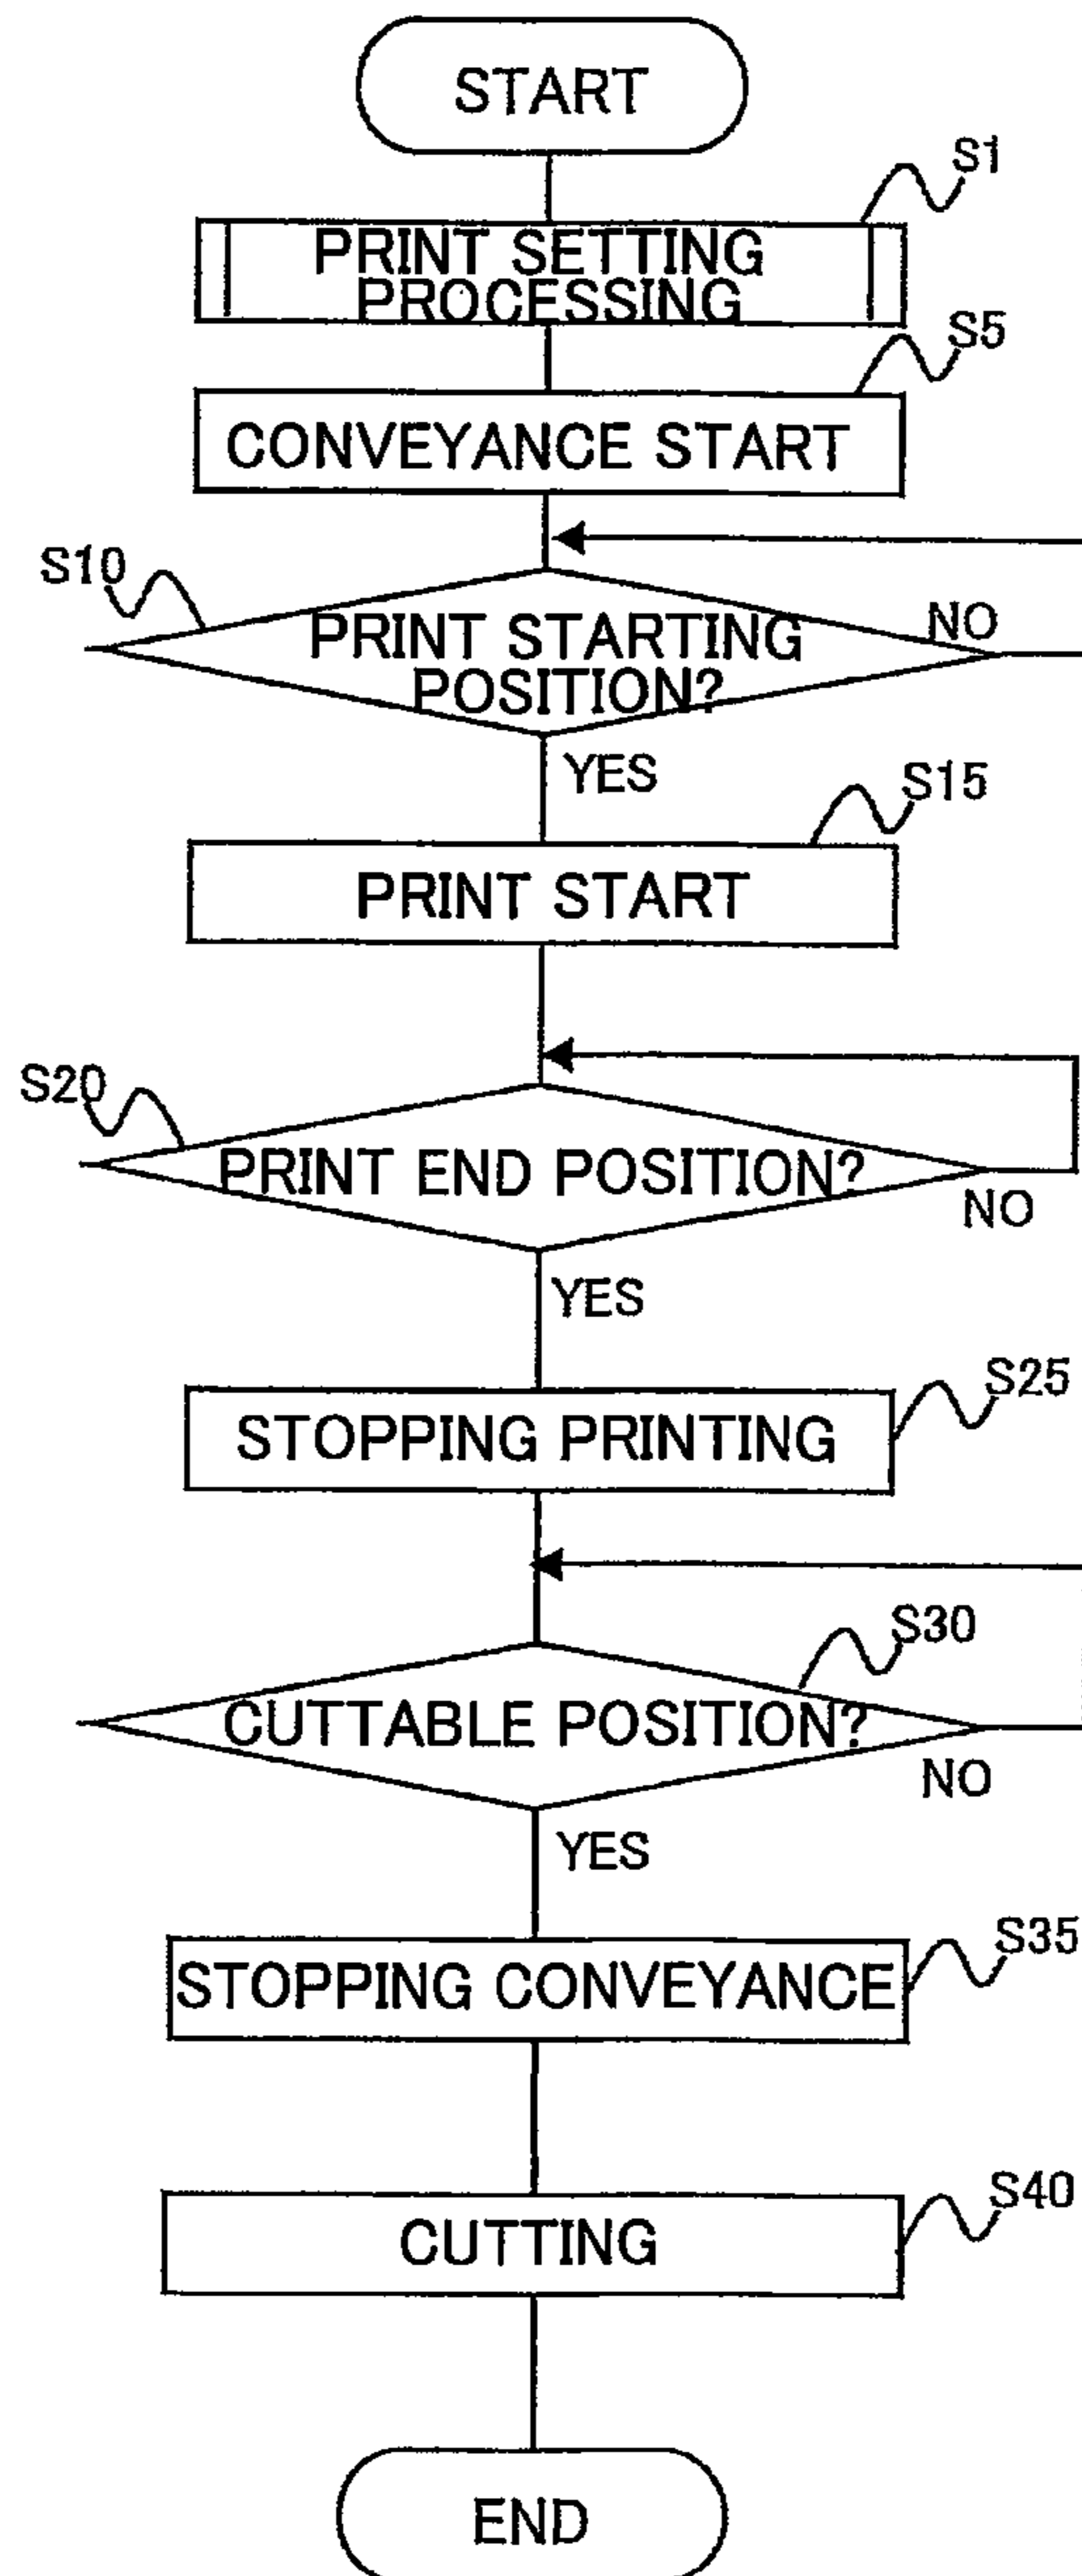 START
S1
PRINT SETTING
PROCESSING
S5
CONVEYANCE START
S10
PRINT STARTING
POSITION?
NO
YES
S15
PRINT START
S20
PRINT END POSITION?
NO
YES
S25
STOPPING PRINTING
S30
CUTTABLE POSITION?
NO
YES
S35
STOPPING CONVEYANCE
S40
CUTTING
END